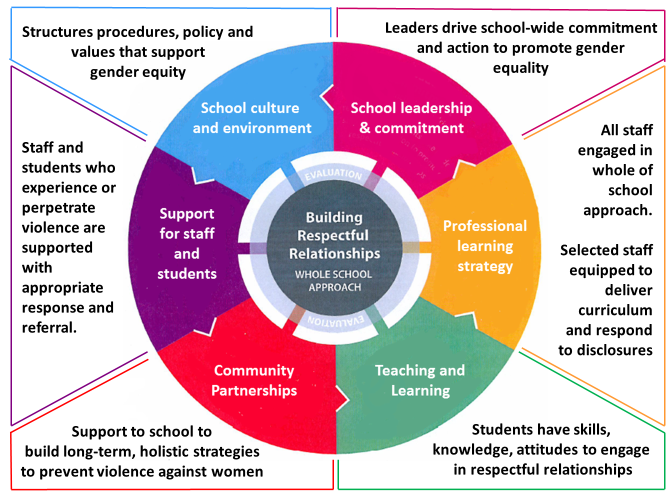 Structures procedures, policy and
values that support
gender equity
Leaders drive school-wide commitment
and action to promote gender
equality
School culture
and environment
School leadership
& commitment
Staff and
students who
experience or
perpetrate
violence are
supported
with
appropriate
response and
referral.
Support
for staff
and
students
EVALUATION
Building
Respectful
Relationships
WHOLE SCHOOL
APPROACH
EVALUATION
Professional
learning
strategy
All staff
engaged in
whole of
school
approach.
Selected staff
equipped to
deliver
curriculum
and respond
to disclosures
Community
Partnerships
Teaching and
Learning
Support to school to
build long-term, holistic strategies
to prevent violence against women
Students have skills,
knowledge, attitudes to engage
in respectful relationships